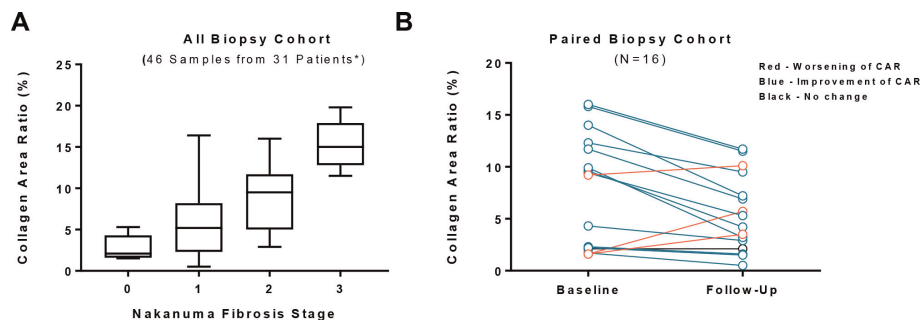 A
All Biopsy Cohort
(46 Samples from 31 Patients*)
Collagen Area Ratio (%)
25
20
15
10
5
0
0 1 2 3
Nakanuma Fibrosis Stage
B
Paired Biopsy Cohort
(N=16)
Red - Worsening of CAR
Blue - Improvement of CAR
Black - No change
Collagen Area Ratio (%)
20
15
10
5
0
Baseline Follow-Up